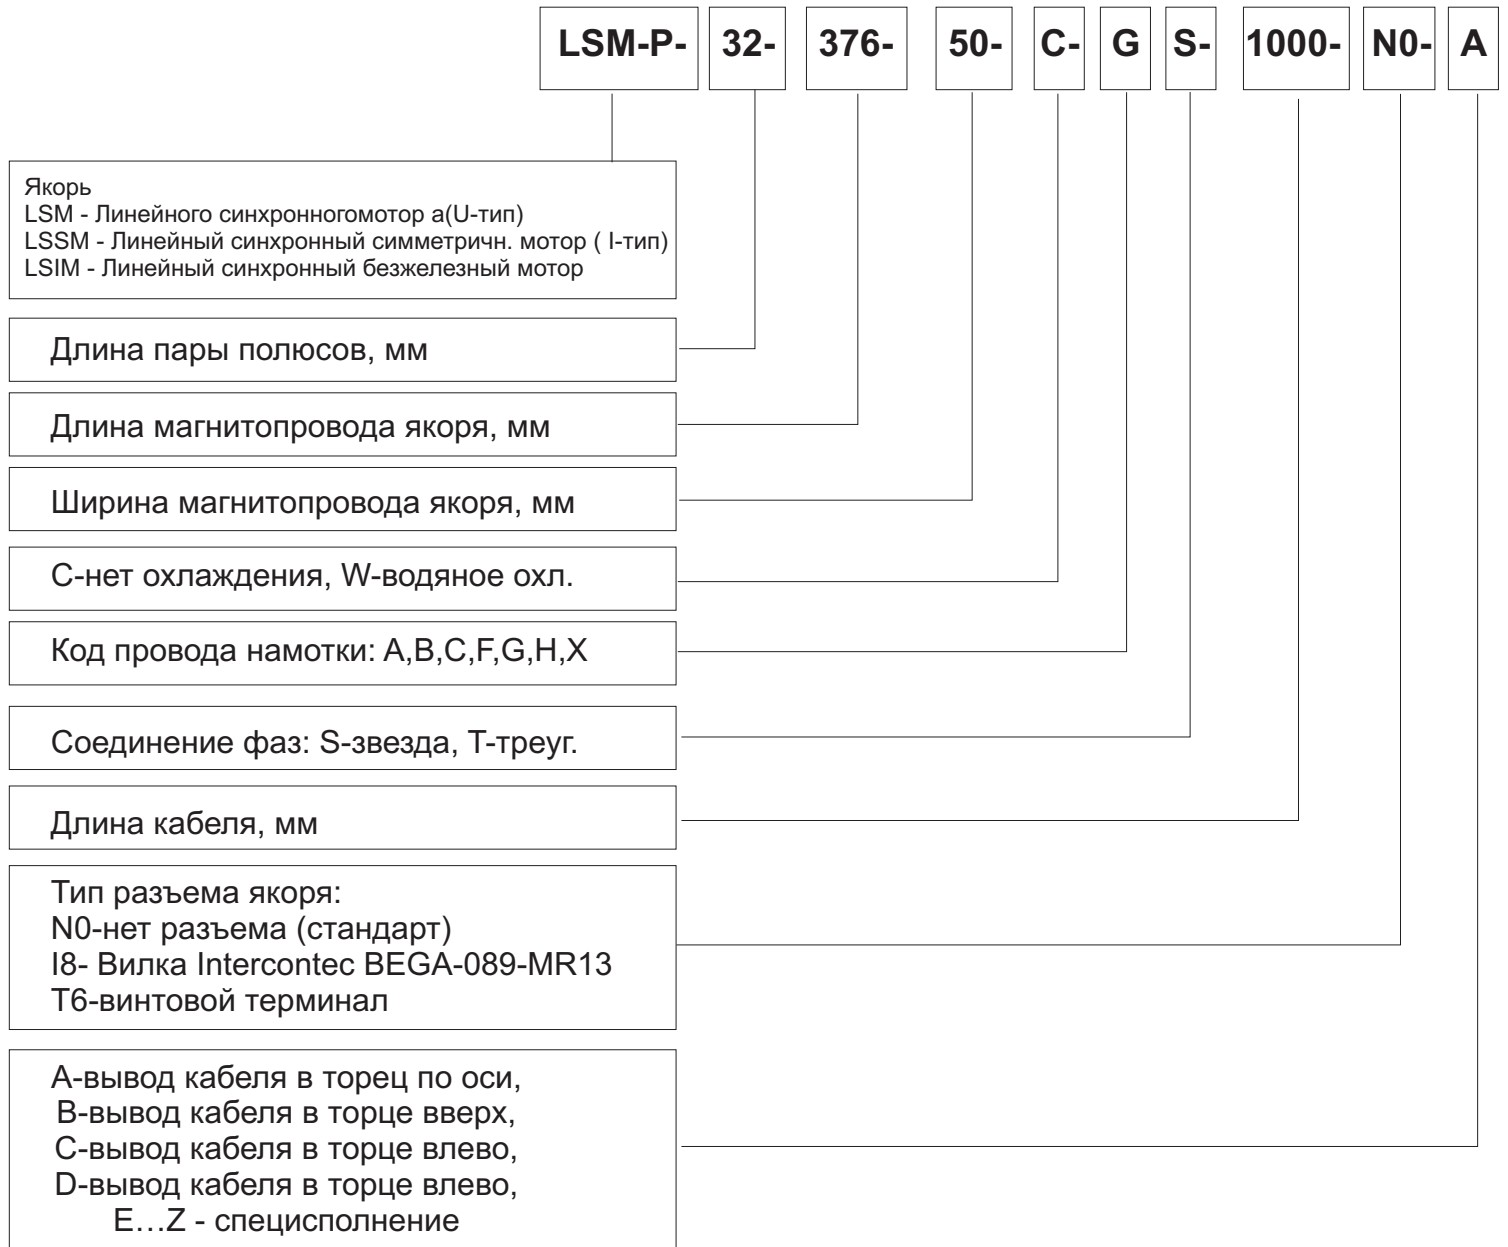 LSM-P- 32- 376- 50- C- G S- 1000- N0- A
Якорь
LSM - Линейного синхронногомотор а(U-тип)
LSSM - Линейный синхронный симметричн. мотор ( I-тип)
LSIM - Линейный синхронный безжелезный мотор
Длина пары полюсов, мм
Длина магнитопровода якоря, мм
Ширина магнитопровода якоря, мм
С-нет охлаждения, W-водяное охл.
Код провода намотки: A,B,C,F,G,H,X
Соединение фаз: S-звезда, Т-треуг.
Длина кабеля, мм
Тип разъема якоря:
N0-нет разъема (стандарт)
I8- Вилка Intercontec BEGA-089-MR13
T6-винтовой терминал
А-вывод кабеля в торец по оси,
В-вывод кабеля в торце вверх,
С-вывод кабеля в торце влево,
D-вывод кабеля в торце влево,
E…Z - специсполнение